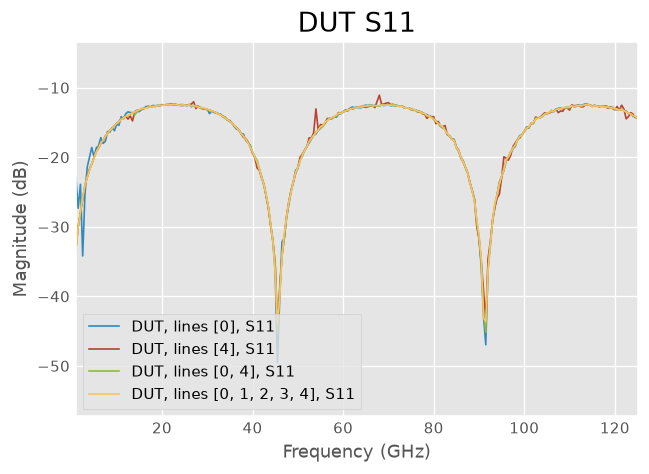 DUT S11
−10
−20
−30
−40
−50
Magnitude (dB)
DUT, lines [0], S11
DUT, lines [4], S11
DUT, lines [0, 4], S11
DUT, lines [0, 1, 2, 3, 4], S11
20
40
60
80
100
120
Frequency (GHz)